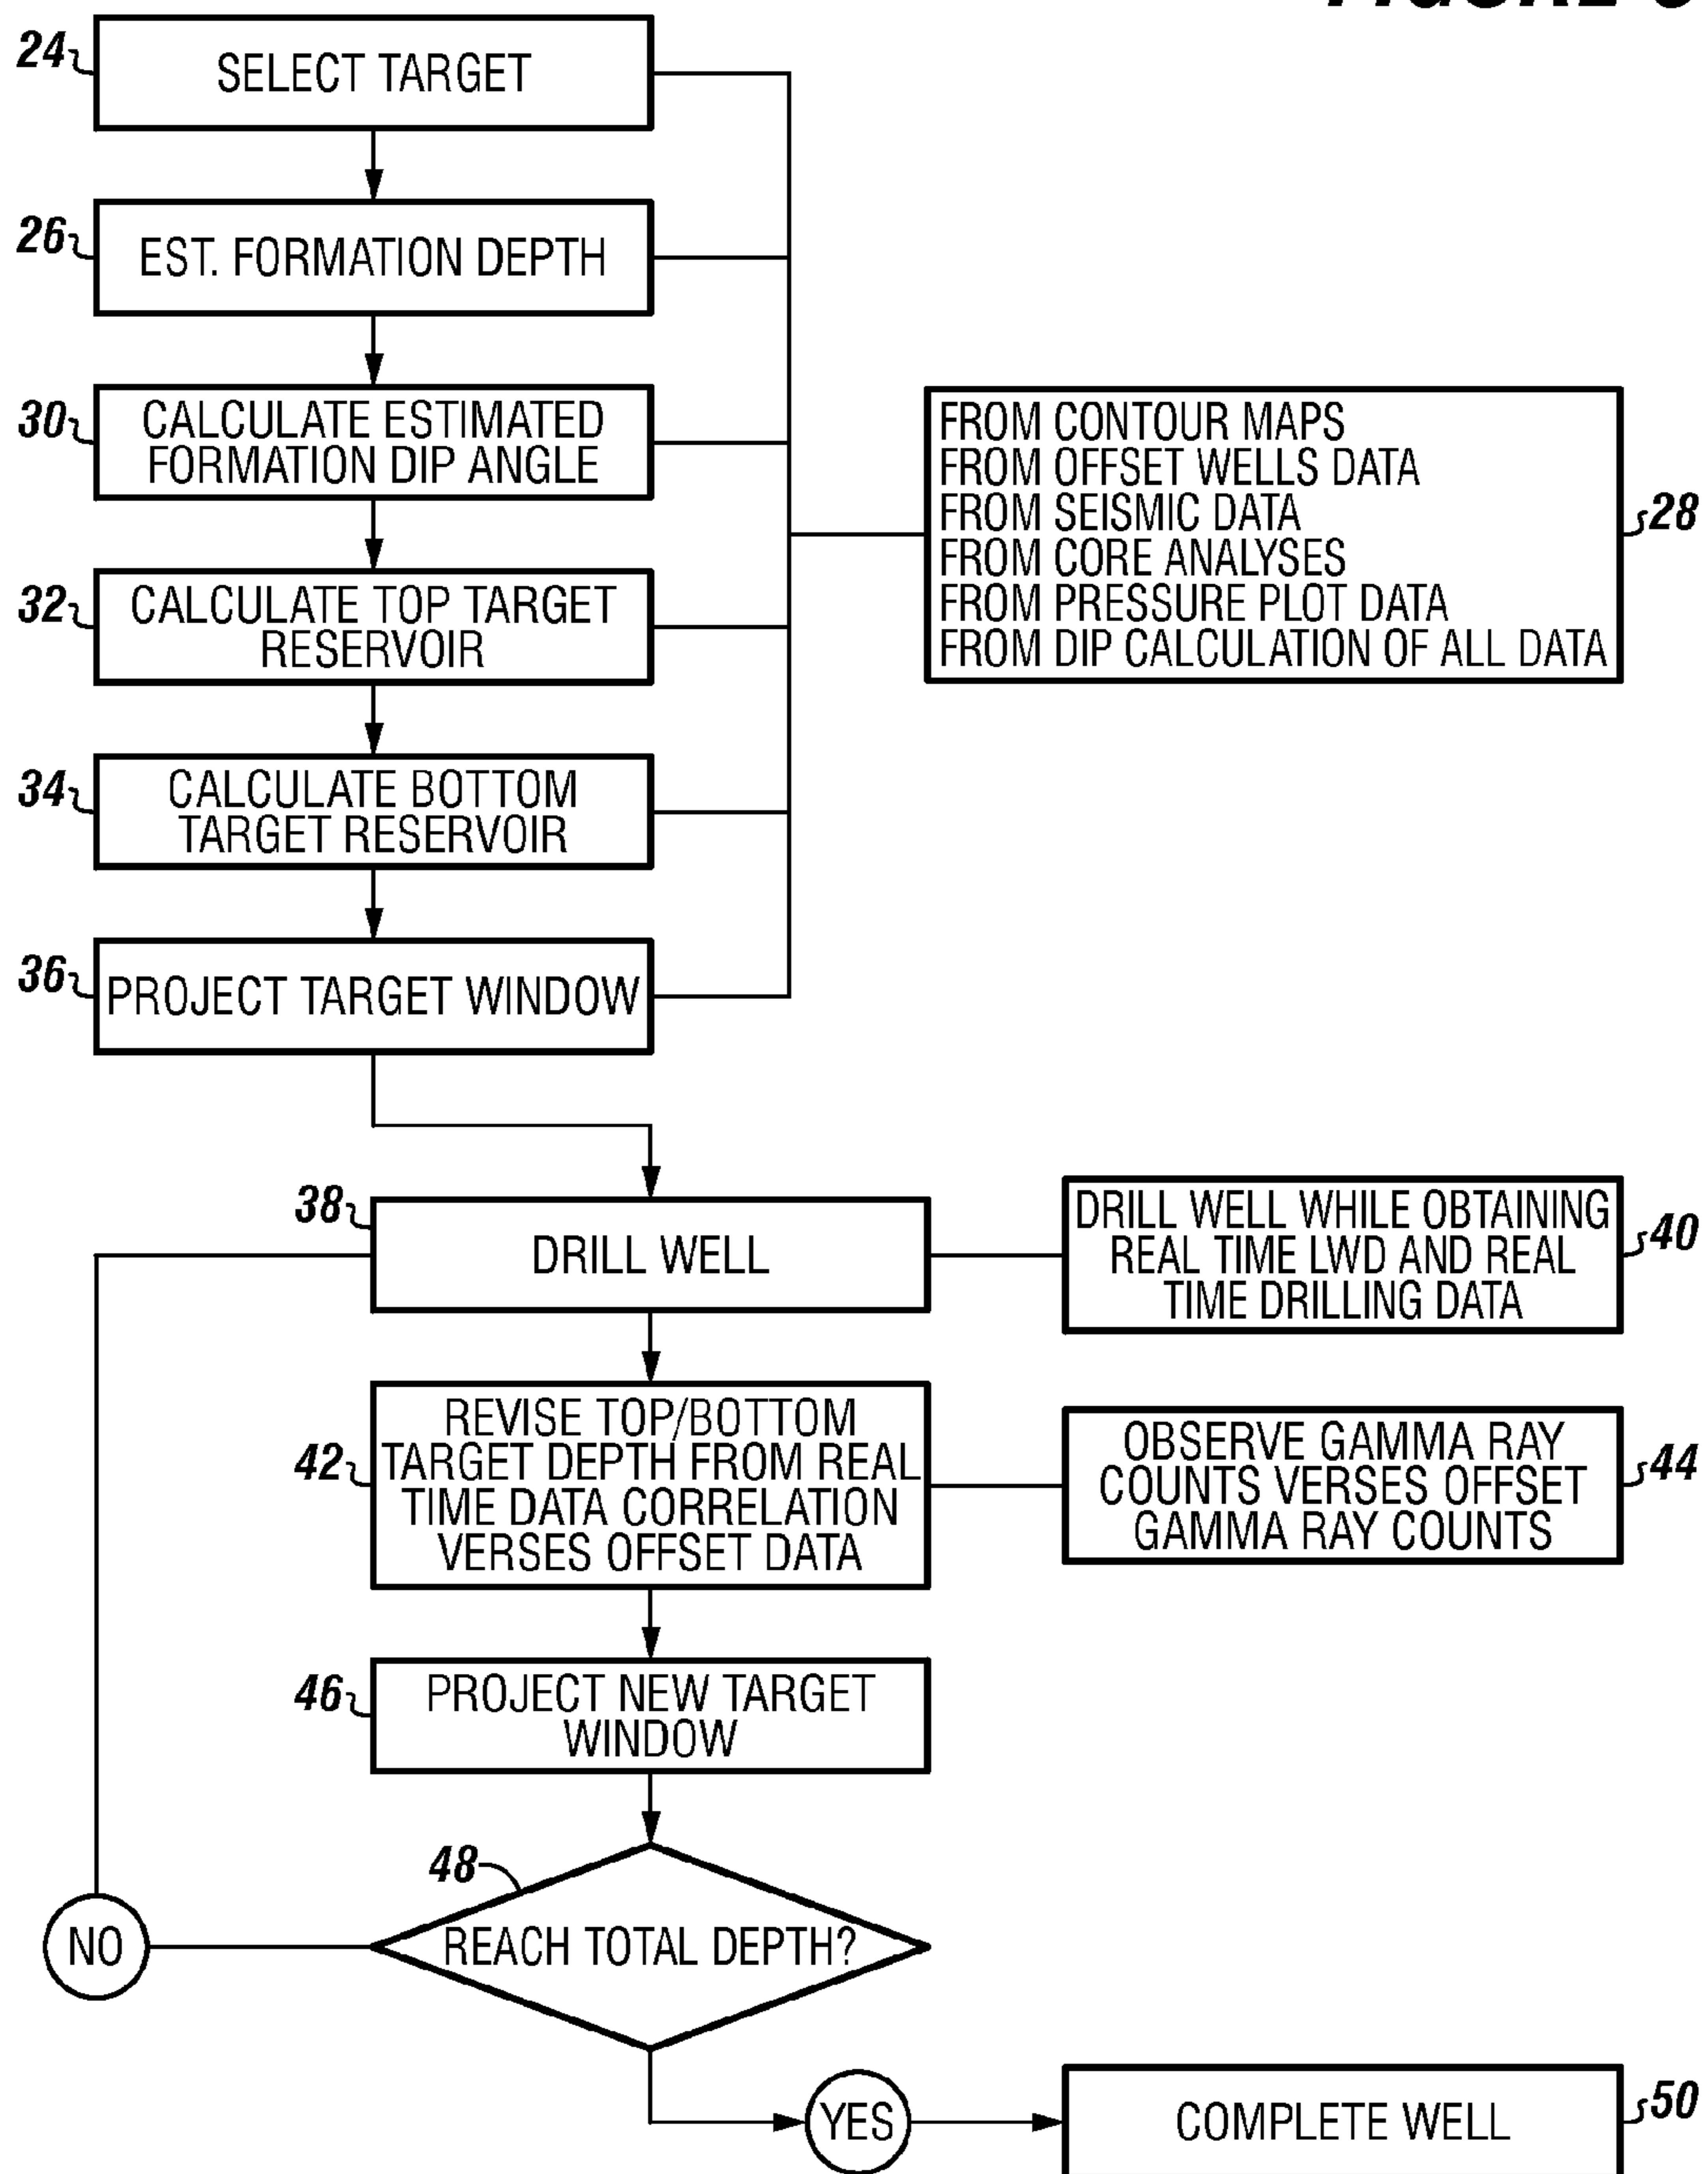 24
SELECT TARGET
26
EST. FORMATION DEPTH
30
CALCULATE ESTIMATED
FORMATION DIP ANGLE
FROM CONTOUR MAPS
FROM OFFSET WELLS DATA
FROM SEISMIC DATA
FROM CORE ANALYSES
FROM PRESSURE PLOT DATA
FROM DIP CALCULATION OF ALL DATA
28
32
CALCULATE TOP TARGET
RESERVOIR
34
CALCULATE BOTTOM
TARGET RESERVOIR
36
PROJECT TARGET WINDOW
38
DRILL WELL
DRILL WELL WHILE OBTAINING
REAL TIME LWD AND REAL
TIME DRILLING DATA
40
42
REVISE TOP/BOTTOM
TARGET DEPTH FROM REAL
TIME DATA CORRELATION
VERSES OFFSET DATA
OBSERVE GAMMA RAY
COUNTS VERSES OFFSET
GAMMA RAY COUNTS
44
46
PROJECT NEW TARGET
WINDOW
48
REACH TOTAL DEPTH?
NO
YES
COMPLETE WELL
50